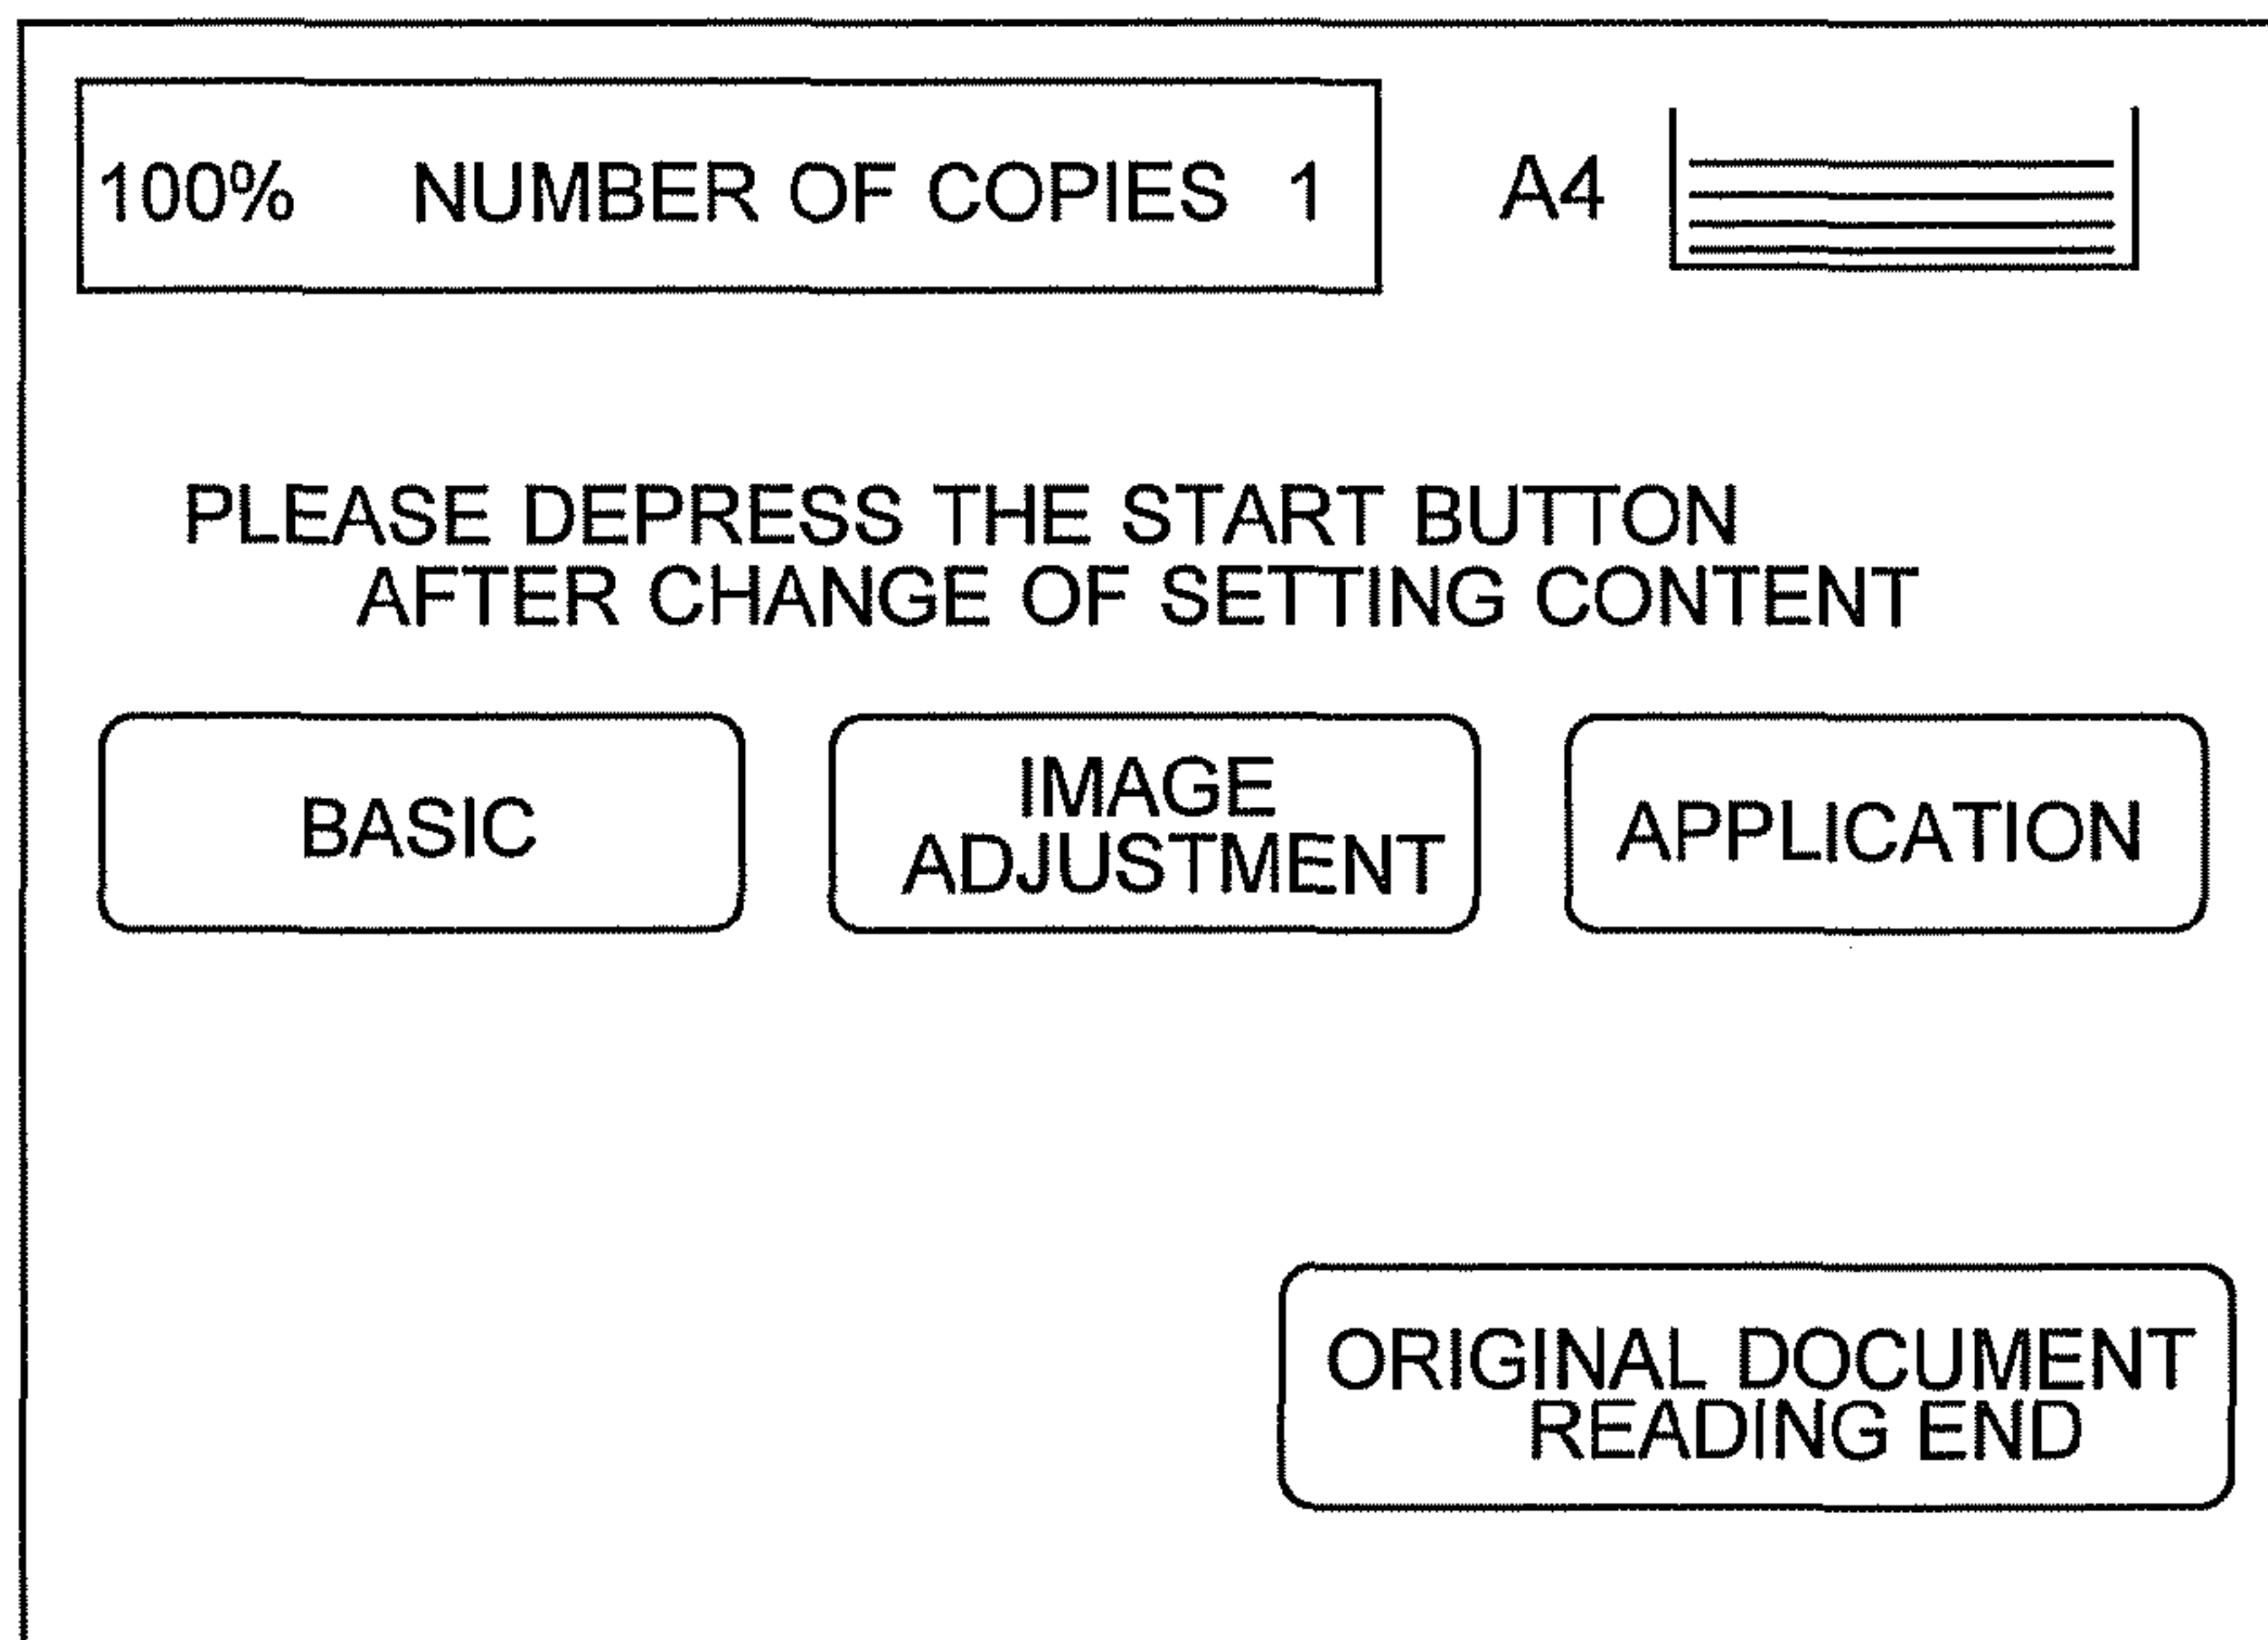 100% NUMBER OF COPIES 1 A4
PLEASE DEPRESS THE START BUTTON
AFTER CHANGE OF SETTING CONTENT
BASIC
IMAGE
ADJUSTMENT
APPLICATION
ORIGINAL DOCUMENT
READING END